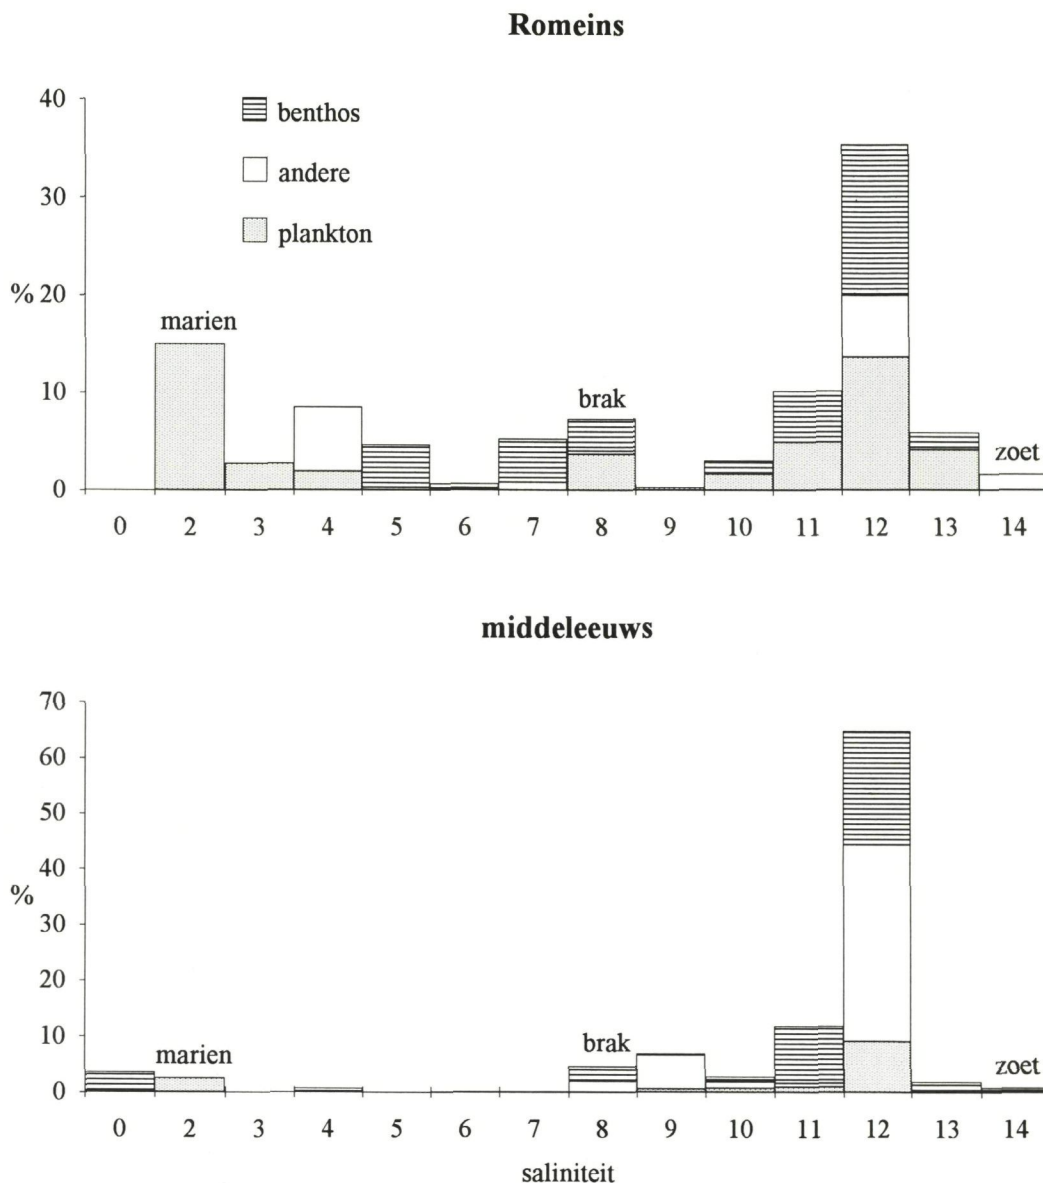 Romeins
40
benthos
andere
30
plankton
% 20
marien
10
brak
zoet
0
0 2 3 4 5 6 7 8 9 10 11 12 13 14
middeleeuws
70
60
50
40
%
30
20
10
marien
brak
zoet
0
0 2 3 4 5 6 7 8 9 10 11 12 13 14
saliniteit